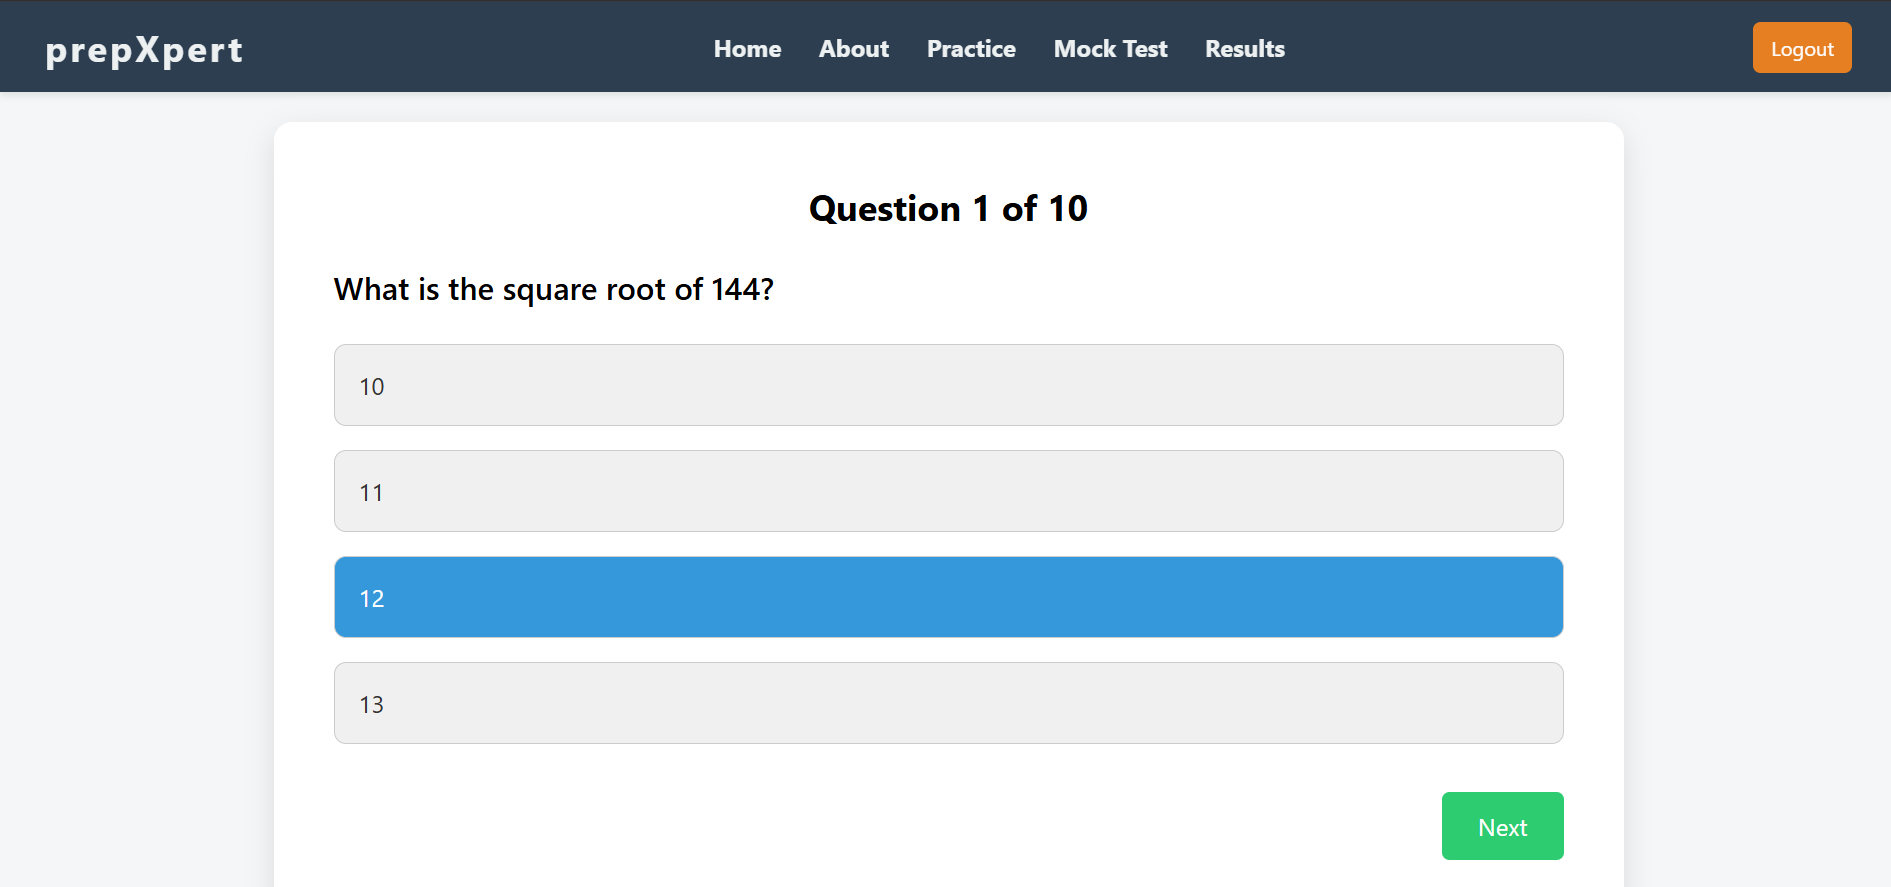 prepXpert
Home About Practice Mock Test Results
Logout
Question 1 of 10
What is the square root of 144?
10
11
12
13
Next